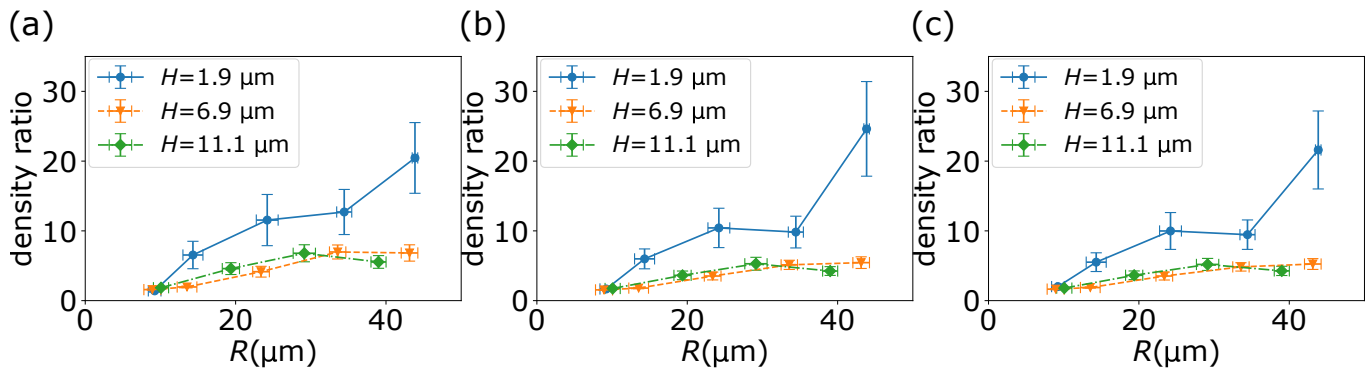 (a)
density ratio
30
20
10
0
H=1.9 μm
H=6.9 μm
H=11.1 μm
0 20 40
R(μm)
(b)
density ratio
30
20
10
0
H=1.9 μm
H=6.9 μm
H=11.1 μm
0 20 40
R(μm)
(c)
density ratio
30
20
10
0
H=1.9 μm
H=6.9 μm
H=11.1 μm
0 20 40
R(μm)